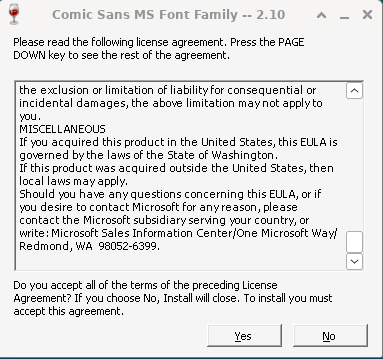 Comic Sans MS Font Family -- 2.10
Please read the following license agreement. Press the PAGE
DOWN key to see the rest of the agreement.
the exclusion or limitation of liability for consequential or
incidental damages, the above limitation may not apply to
you.
MISCELLANEOUS
If you acquired this product in the United States, this EULA is
governed by the laws of the State of Washington.
If this product was acquired outside the United States, then
local laws may apply.
Should you have any questions concerning this EULA, or if
you desire to contact Microsoft for any reason, please
contact the Microsoft subsidiary serving your country, or
write: Microsoft Sales Information Center/One Microsoft Way/
Redmond, WA  98052-6399.
Do you accept all of the terms of the preceding License
Agreement? If you choose No, Install will close. To install you must
accept this agreement.
Yes
No